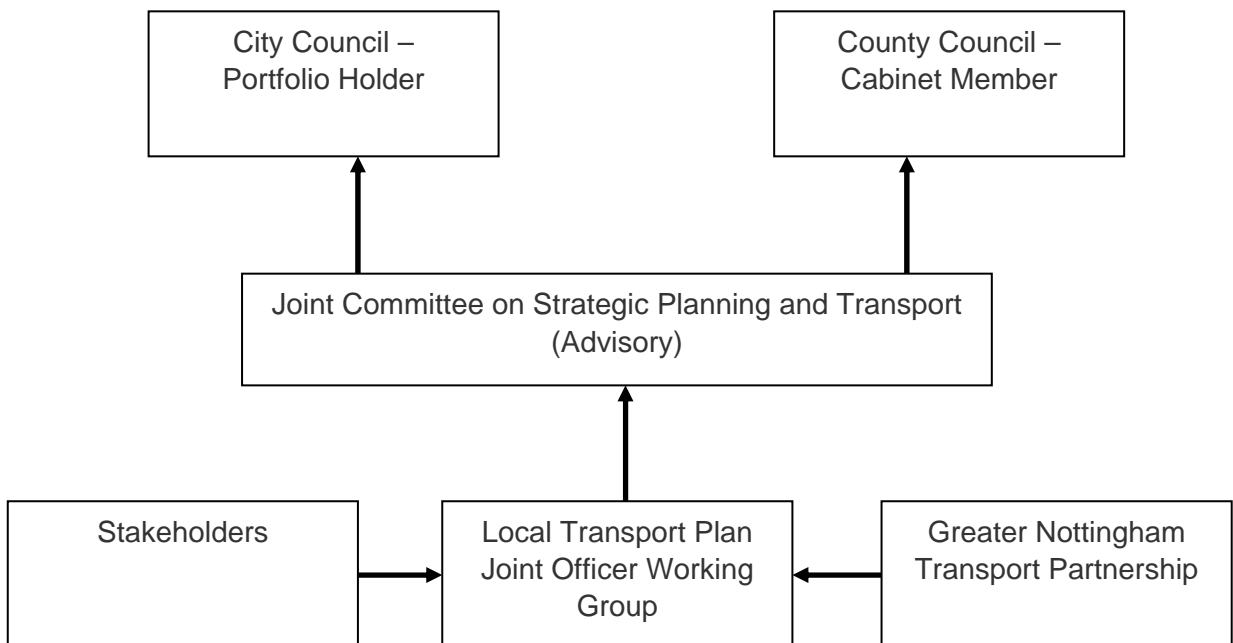 City Council –
Portfolio Holder
County Council –
Cabinet Member
Joint Committee on Strategic Planning and Transport
(Advisory)
Stakeholders
Local Transport Plan
Joint Officer Working
Group
Greater Nottingham
Transport Partnership